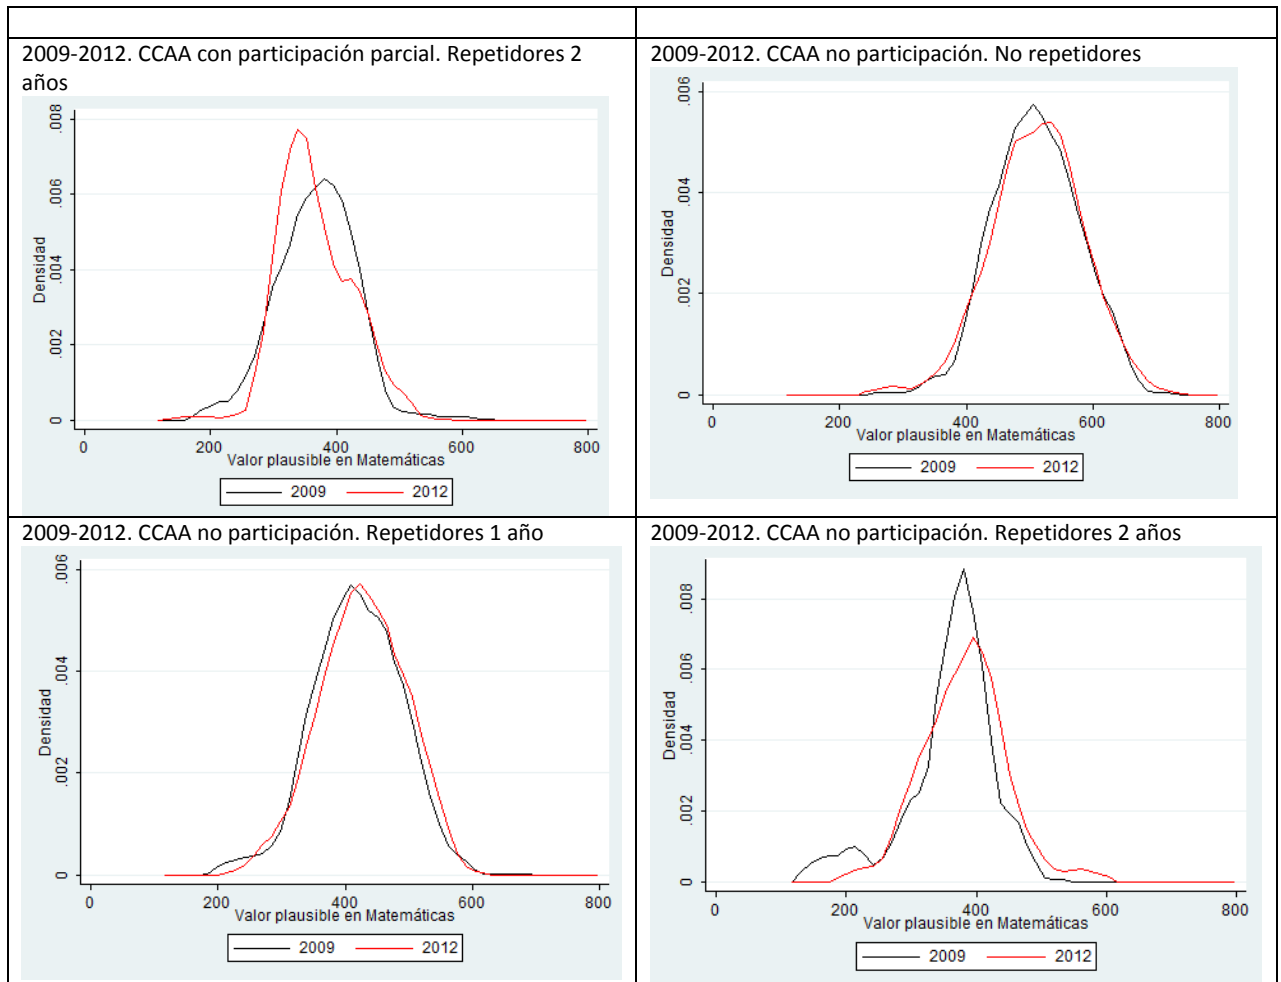 2009-2012. CCAA con participación parcial. Repetidores 2
años
Densidad
0 .002 .004 .006 .008
0 200 400 600 800
Valor plausible en Matemáticas
2009 2012
2009-2012. CCAA no participación. No repetidores
Densidad
0 .002 .004 .006
0 200 400 600 800
Valor plausible en Matemáticas
2009 2012
2009-2012. CCAA no participación. Repetidores 1 año
Densidad
0 .002 .004 .006
0 200 400 600 800
Valor plausible en Matemáticas
2009 2012
2009-2012. CCAA no participación. Repetidores 2 años
Densidad
0 .002 .004 .006 .008
0 200 400 600 800
Valor plausible en Matemáticas
2009 2012